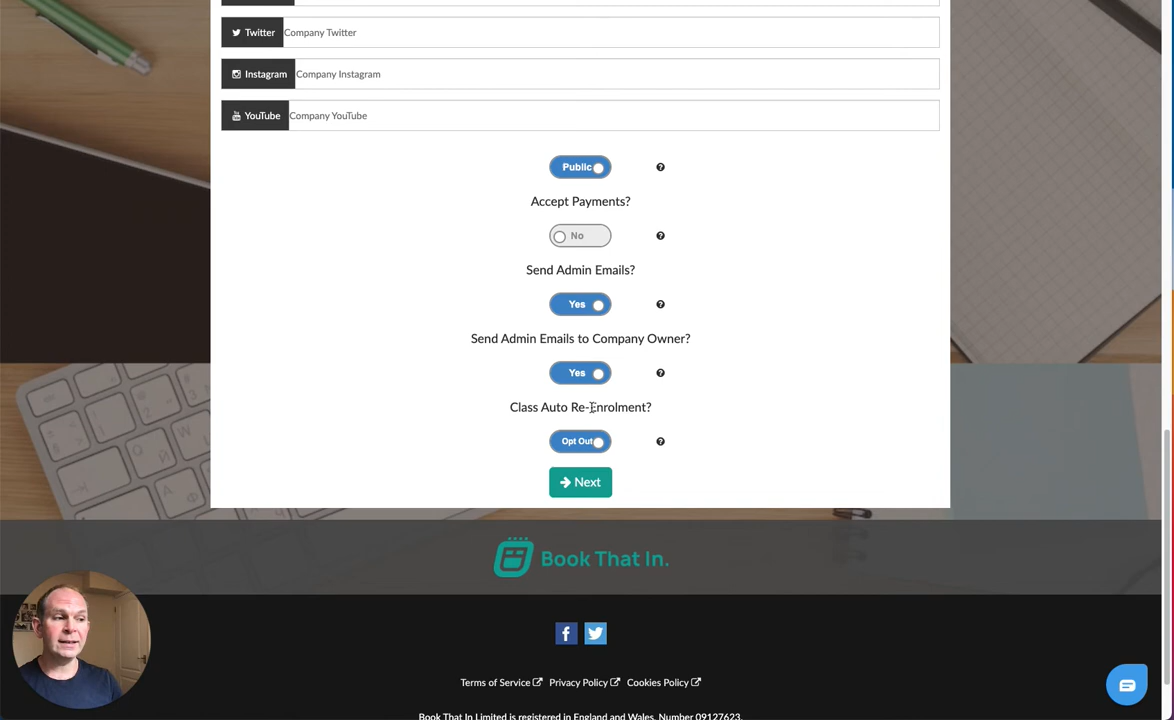 Twitter Company Twitter
Instagram Company Instagram
YouTube Company YouTube
Public
Accept Payments?
No
Send Admin Emails?
Yes
Send Admin Emails to Company Owner?
Yes
Class Auto Re-Enrolment?
Opt Out
Next
Book That In.
Terms of Service Privacy Policy Cookies Policy
Book That In Limited is registered in England and Wales. Number 09127623.